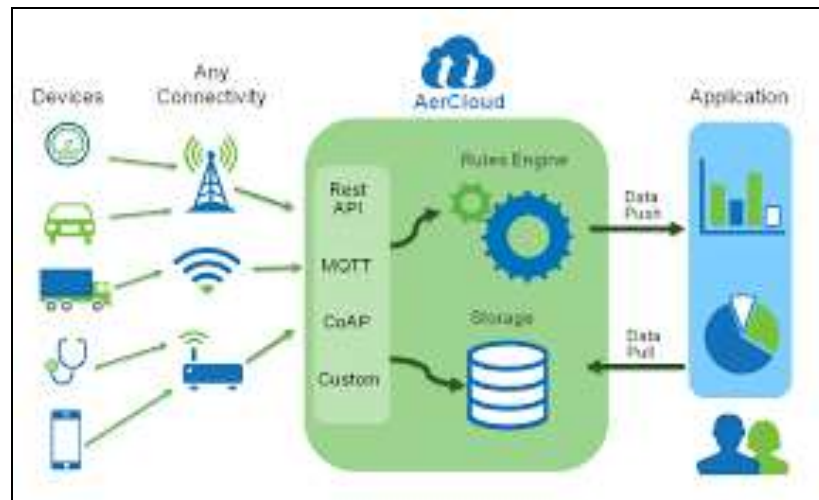 Devices
Any
Connectivity
AerCloud
Application
Rest
API
MQTT
CoAP
Custom
Rules Engine
Storage
Data
Push
Data
Pull